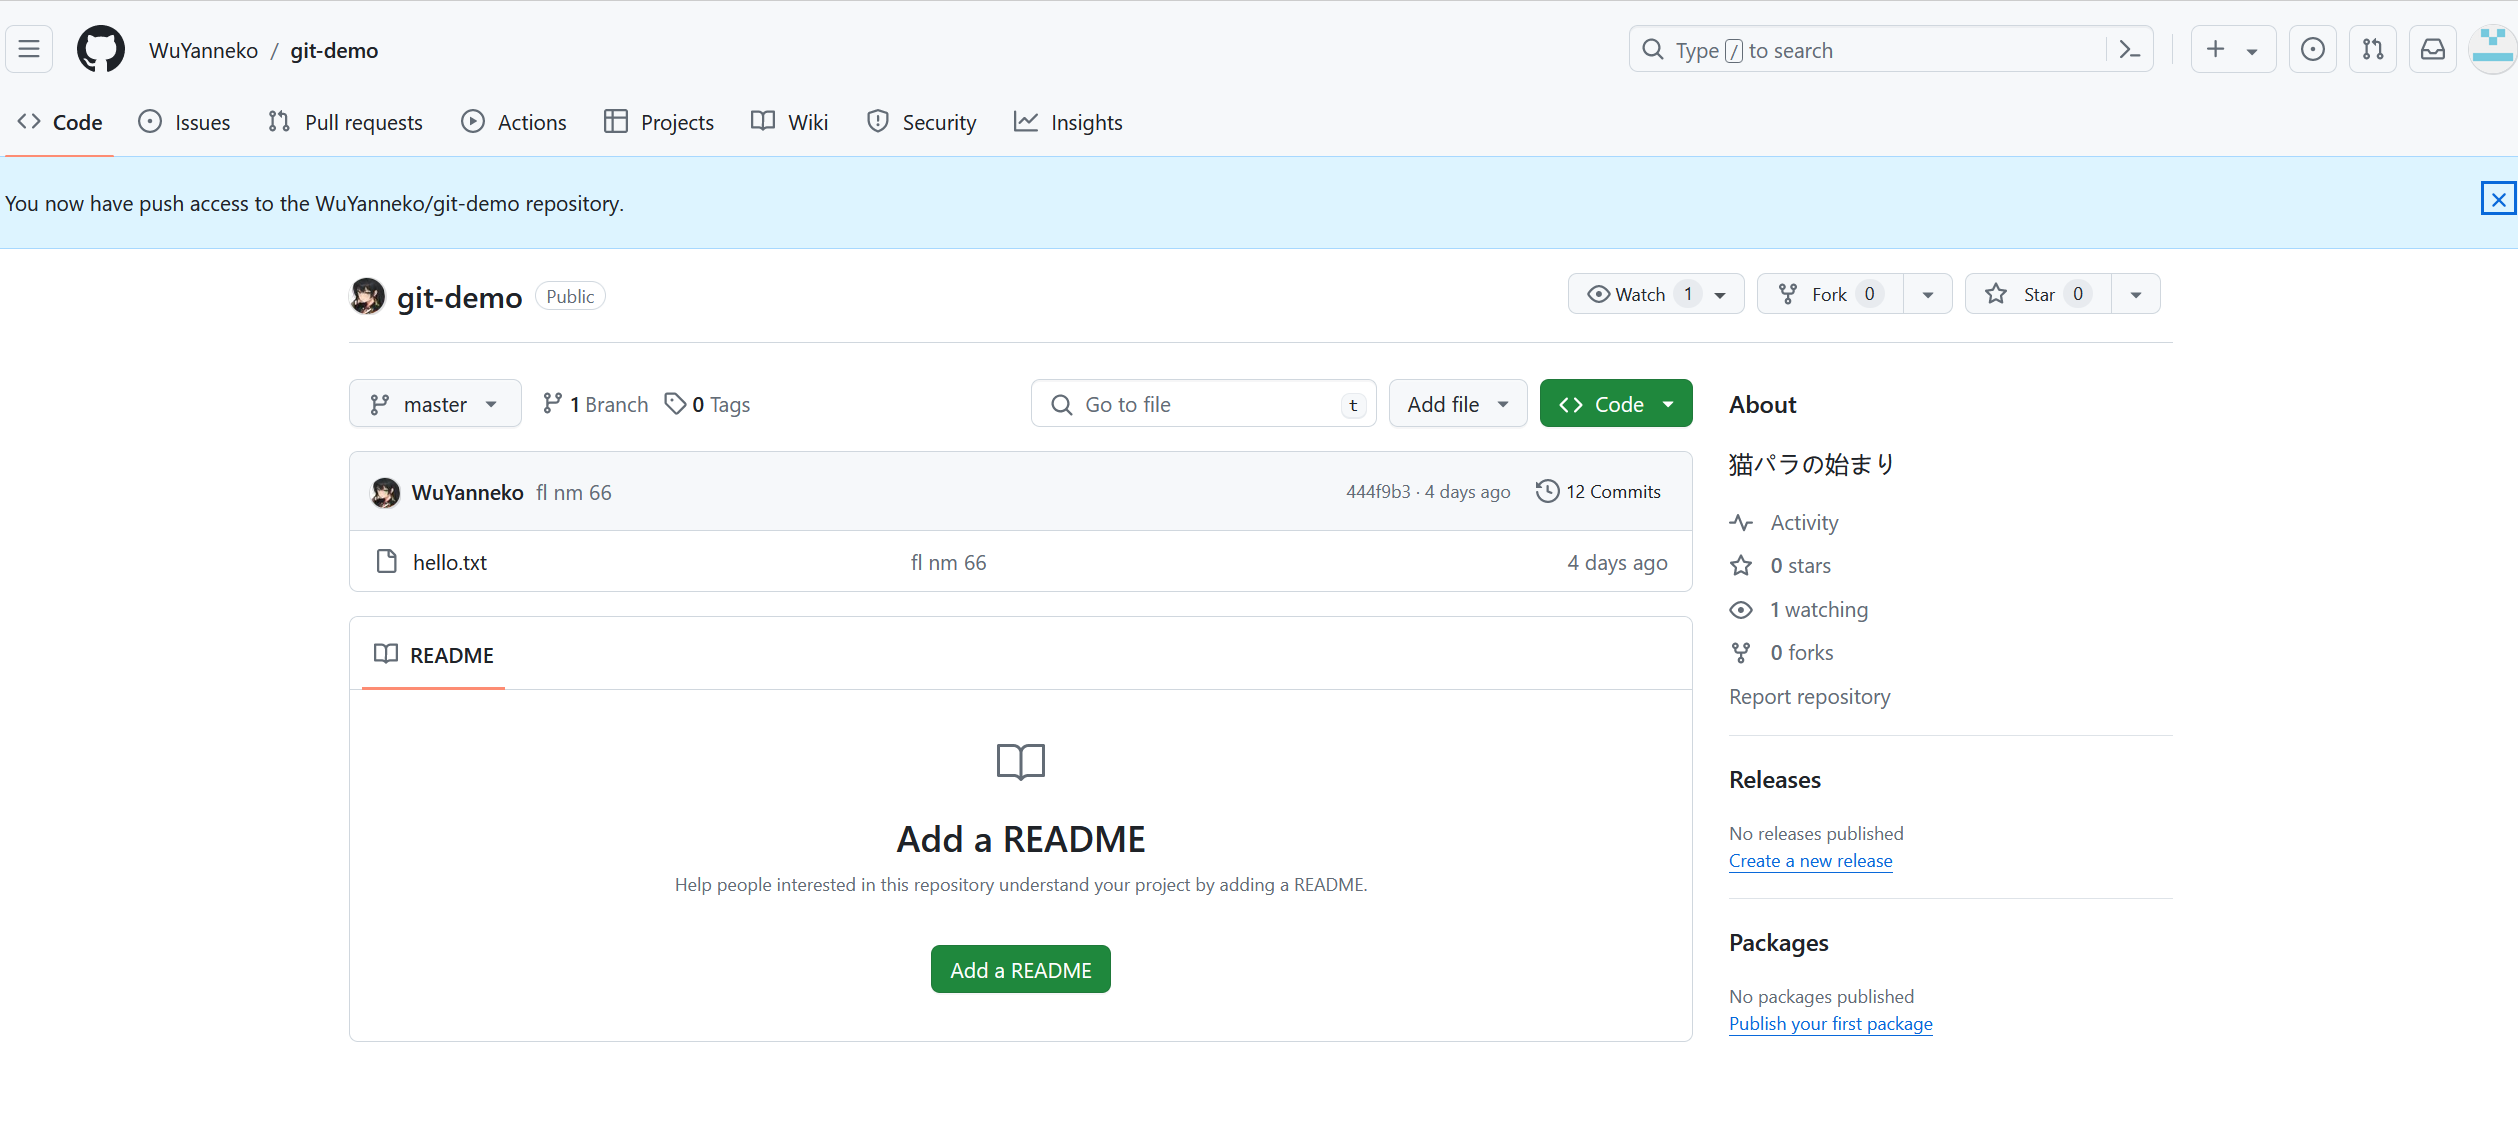 WuYanneko / git-demo
Type / to search
Code Issues Pull requests Actions Projects Wiki Security Insights
You now have push access to the WuYanneko/git-demo repository.
git-demo Public
Watch 1 Fork 0 Star 0
master 1 Branch 0 Tags
Go to file t Add file Code
WuYanneko fl nm 66 444f9b3 · 4 days ago 12 Commits
hello.txt fl nm 66 4 days ago
README
Add a README
Help people interested in this repository understand your project by adding a README.
Add a README
About
猫パラの始まり
Activity
0 stars
1 watching
0 forks
Report repository
Releases
No releases published
Create a new release
Packages
No packages published
Publish your first package